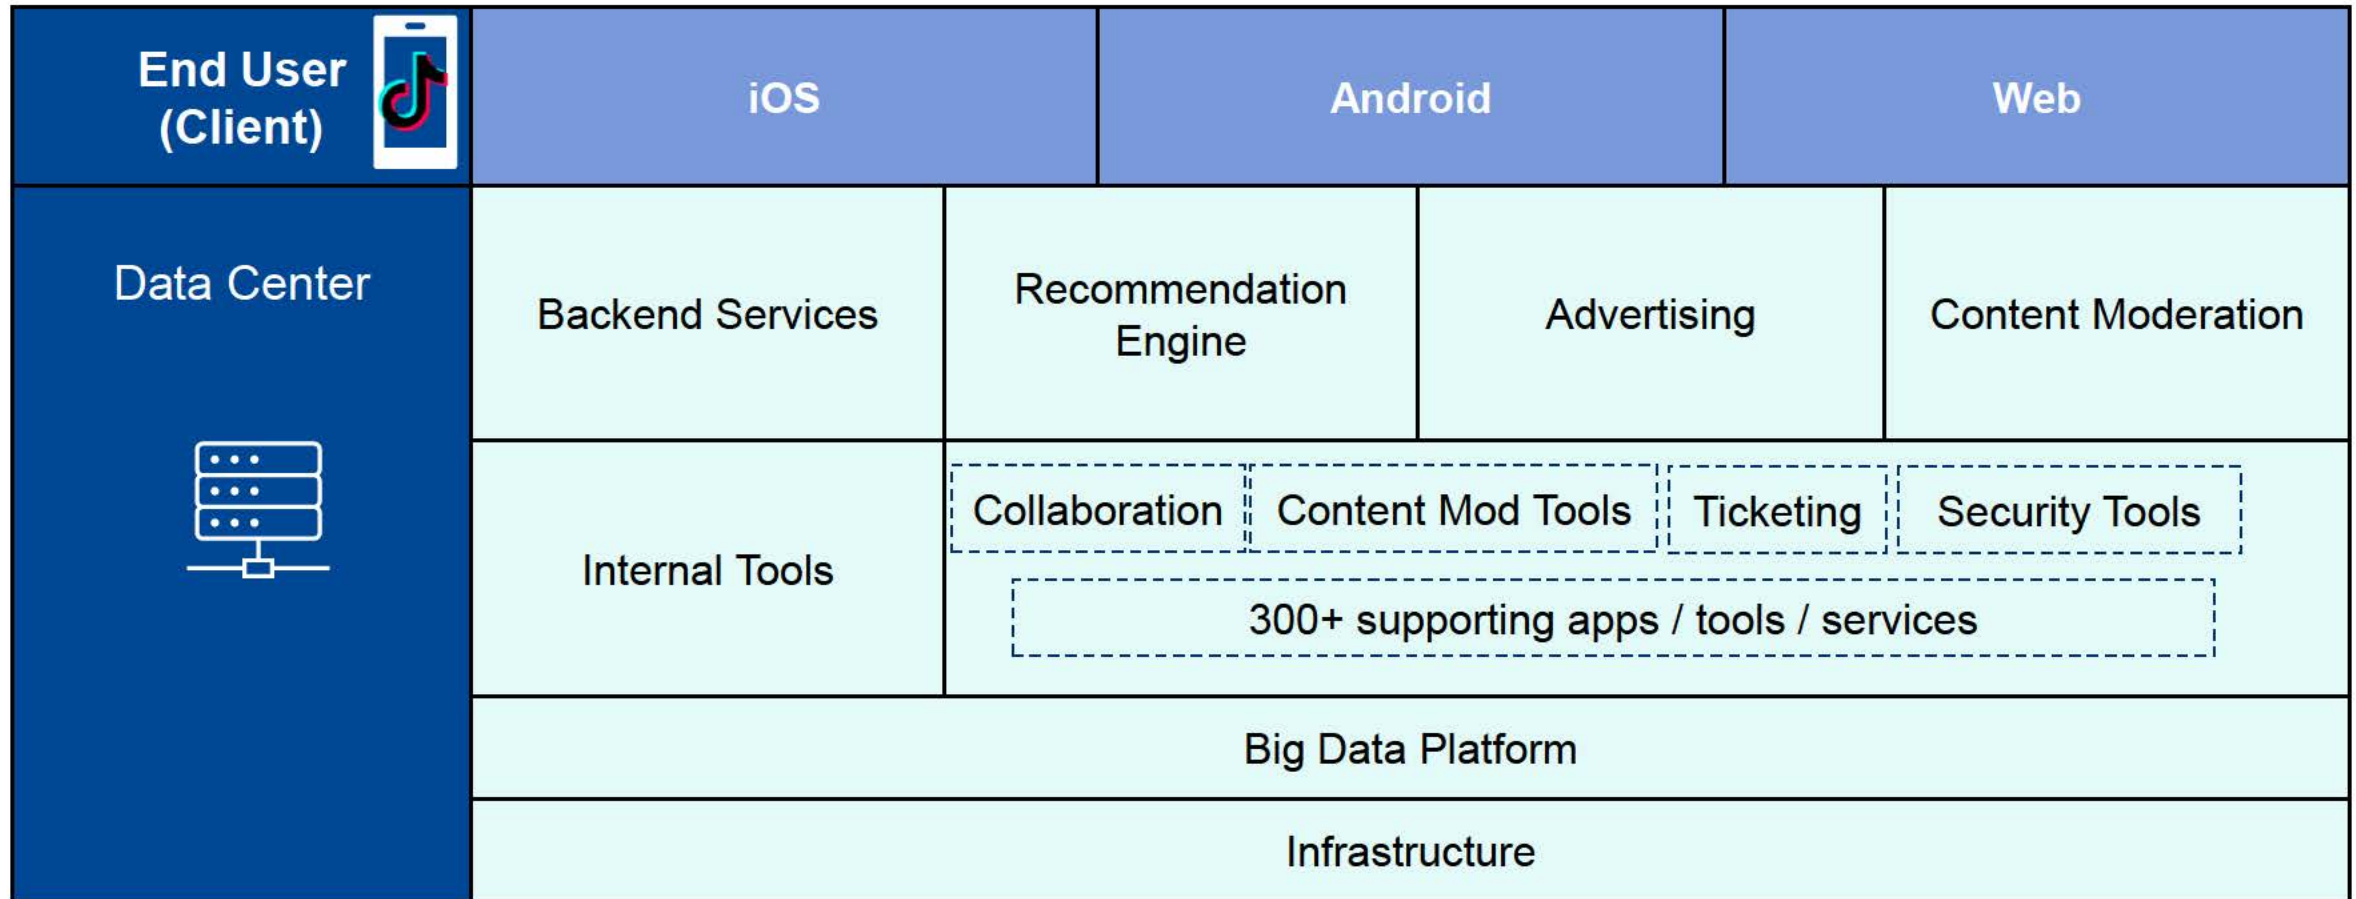 End User
(Client)
iOS
Android
Web
Data Center
Backend Services
Recommendation
Engine
Advertising
Content Moderation
Internal Tools
Collaboration
Content Mod Tools
Ticketing
Security Tools
300+ supporting apps / tools / services
Big Data Platform
Infrastructure